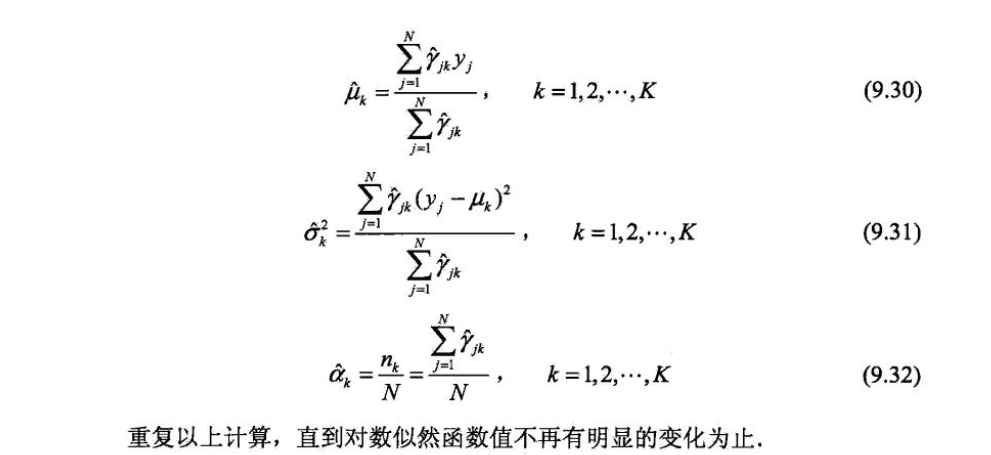 $$\hat{\mu}_k = \frac{\sum_{j=1}^{N} \hat{\gamma}_{jk} y_j}{\sum_{j=1}^{N} \hat{\gamma}_{jk}}, \quad k = 1, 2, \cdots, K \quad (9.30)$$
$$\hat{\sigma}_k^2 = \frac{\sum_{j=1}^{N} \hat{\gamma}_{jk} (y_j - \mu_k)^2}{\sum_{j=1}^{N} \hat{\gamma}_{jk}}, \quad k = 1, 2, \cdots, K \quad (9.31)$$
$$\hat{\alpha}_k = \frac{n_k}{N} = \frac{\sum_{j=1}^{N} \hat{\gamma}_{jk}}{N}, \quad k = 1, 2, \cdots, K \quad (9.32)$$
重复以上计算，直到对数似然函数值不再有明显的变化为止．